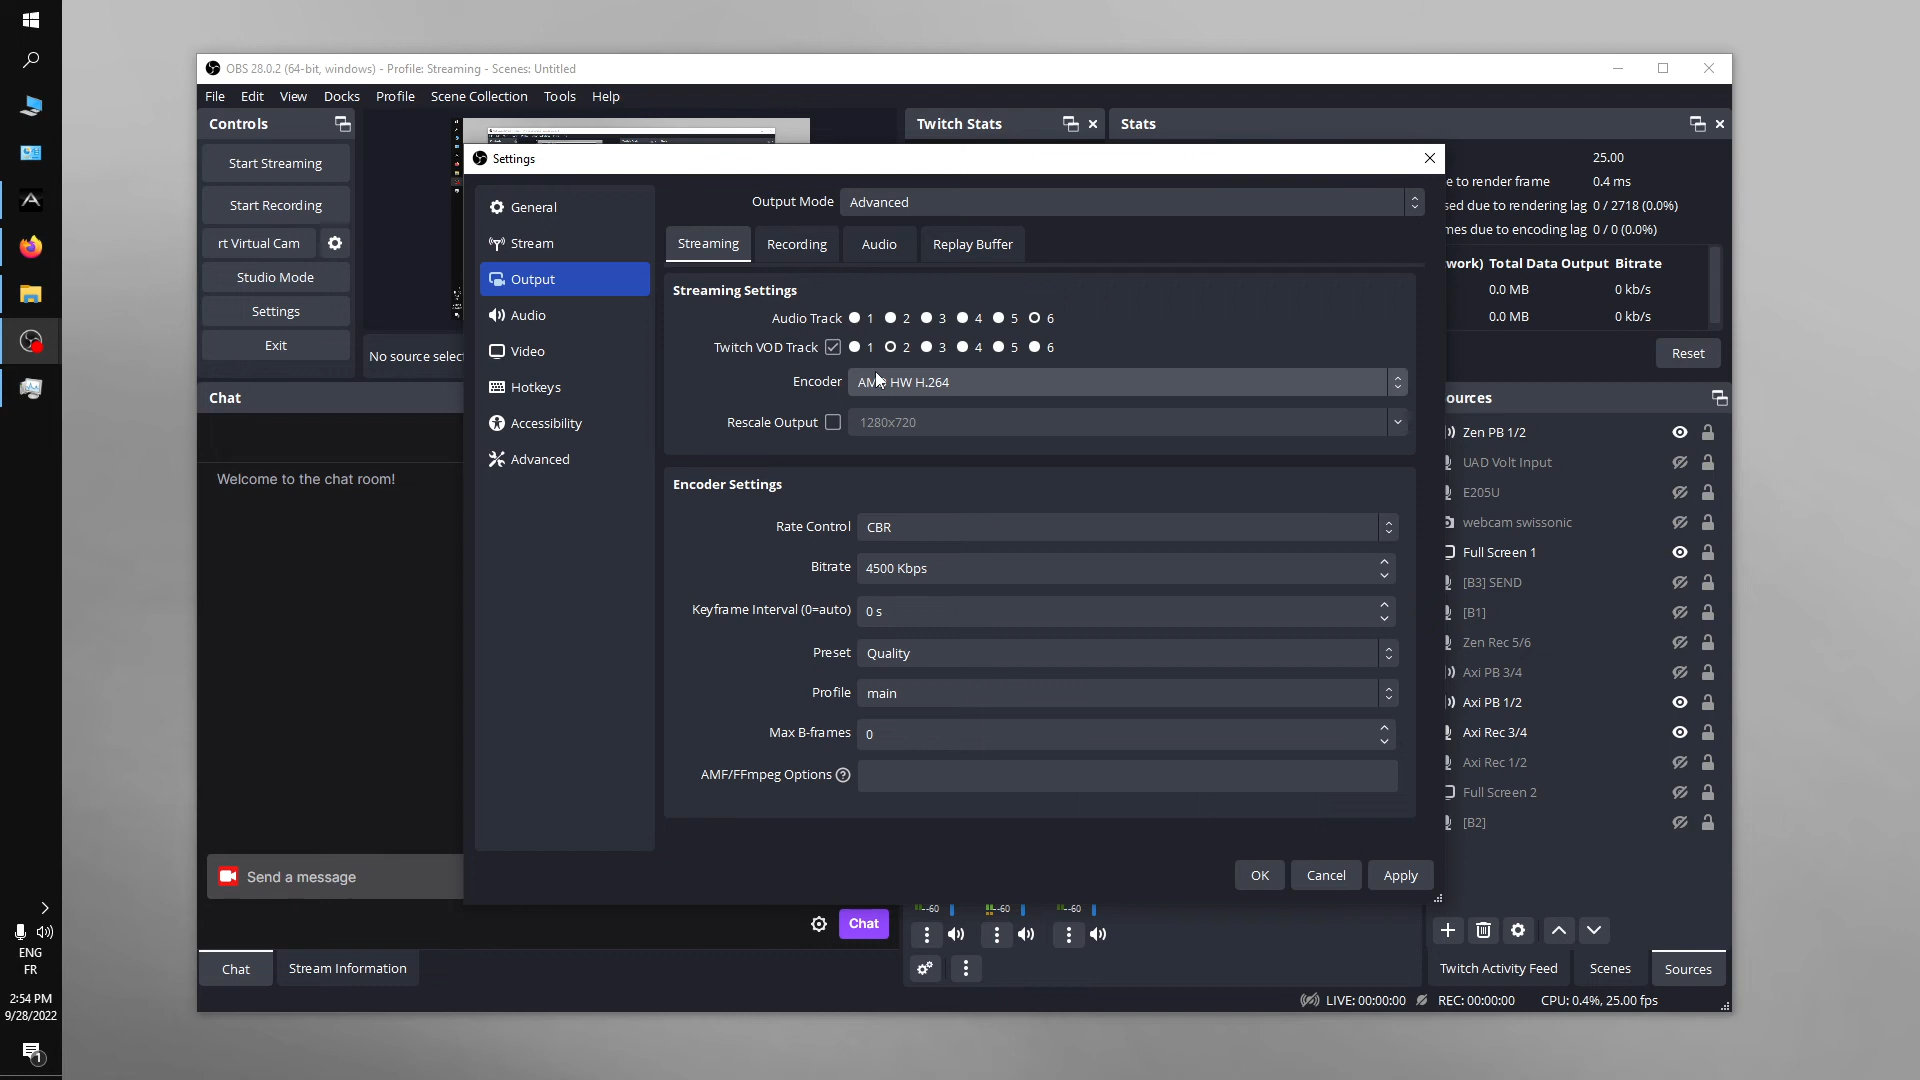 OBS 28.0.2 (64-bit, windows) - Profile: Streaming - Scenes: Untitled
File Edit View Docks Profile Scene Collection Tools Help
Controls
Twitch Stats
Stats
Start Streaming
Start Recording
rt Virtual Cam
Studio Mode
Settings
Exit
No source selec
Chat
Welcome to the chat room!
Send a message
Chat
Chat
Stream Information
Settings
General
Stream
Output
Audio
Video
Hotkeys
Accessibility
Advanced
Output Mode Advanced
Streaming Recording Audio Replay Buffer
Streaming Settings
Audio Track 1 2 3 4 5 6
Twitch VOD Track 1 2 3 4 5 6
Encoder HW H.264
Rescale Output 1280x720
Encoder Settings
Rate Control CBR
Bitrate 4500 Kbps
Keyframe Interval (0=auto) 0 s
Preset Quality
Profile main
Max B-frames 0
AMF/FFmpeg Options ?
OK Cancel Apply
25.00
e to render frame 0.4 ms
sed due to rendering lag 0 / 2718 (0.0%)
mes due to encoding lag 0 / 0 (0.0%)
work) Total Data Output Bitrate
0.0 MB 0 kb/s
0.0 MB 0 kb/s
Reset
ources
Zen PB 1/2
UAD Volt Input
E205U
webcam swissonic
Full Screen 1
[B3] SEND
[B1]
Zen Rec 5/6
Axi PB 3/4
Axi PB 1/2
Axi Rec 3/4
Axi Rec 1/2
Full Screen 2
[B2]
-60 -60 -60
Twitch Activity Feed Scenes Sources
LIVE: 00:00:00 REC: 00:00:00 CPU: 0.4%, 25.00 fps
ENG
FR
2:54 PM
9/28/2022
1